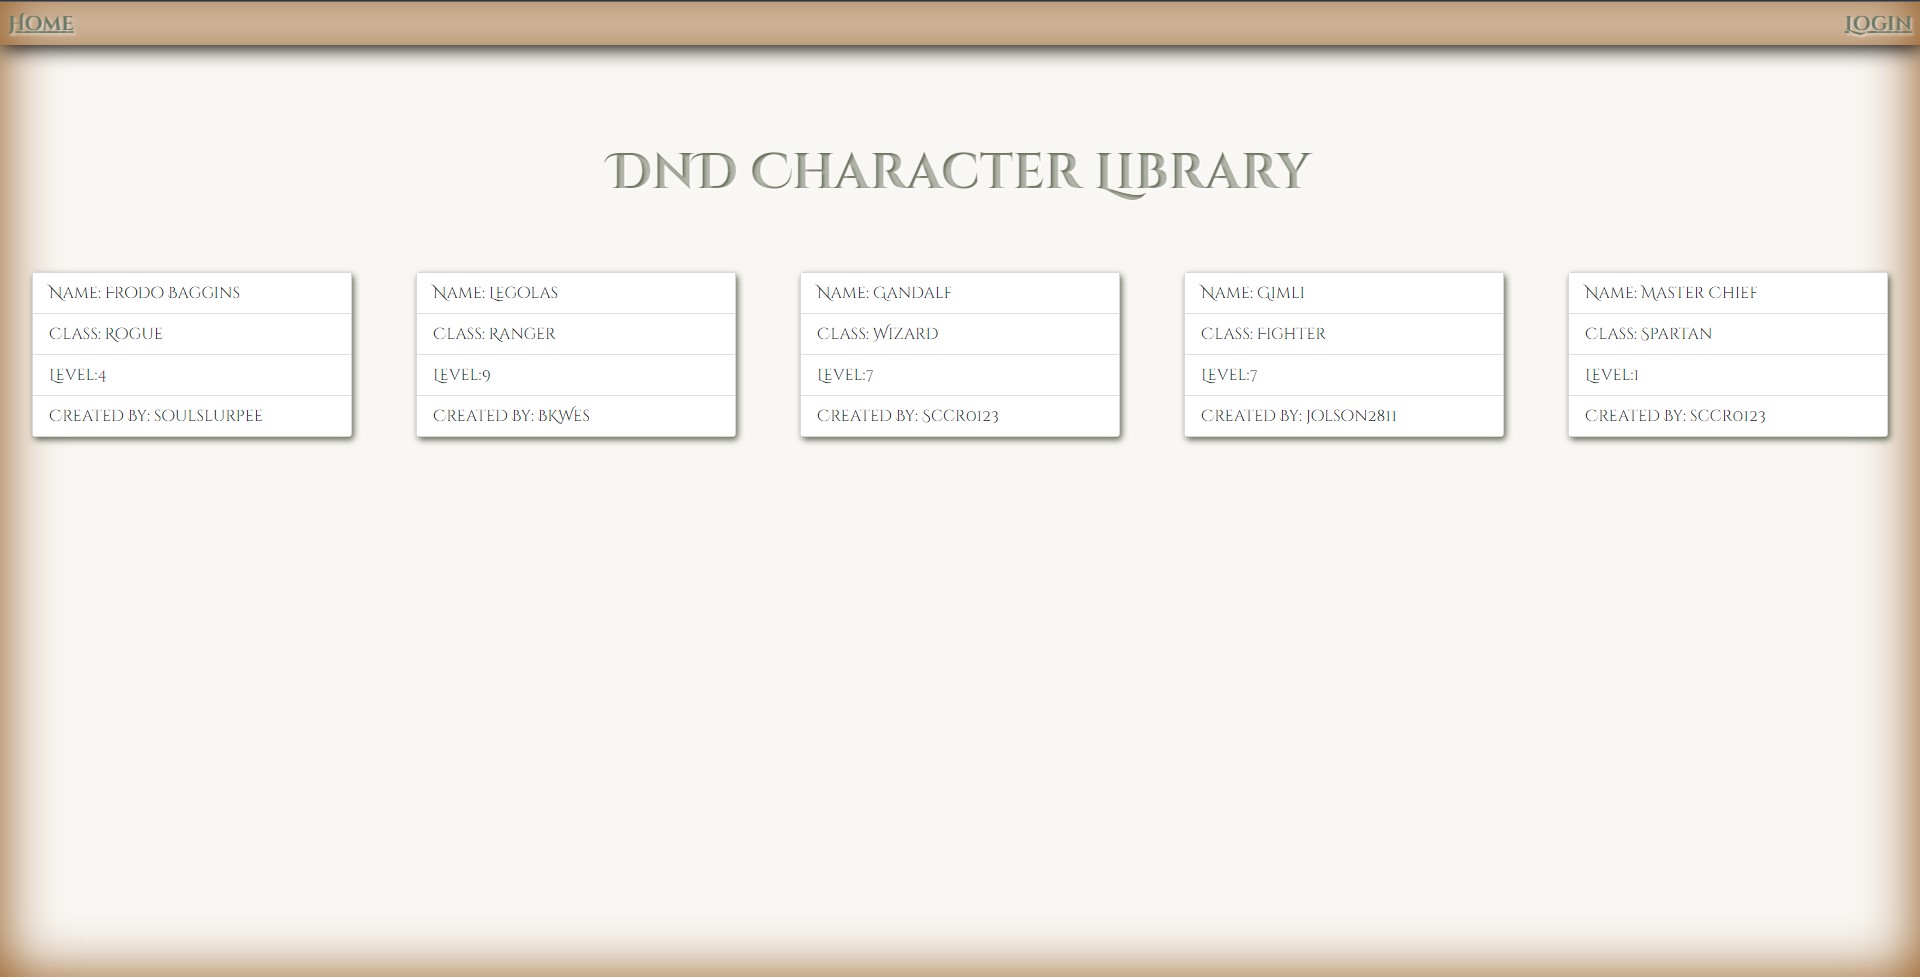 Home
Login
DND Character Library
Name: Frodo Baggins
Class: Rogue
Level:4
Created by: soulslurpee
Name: Legolas
Class: Ranger
Level:9
Created by: BKWes
Name: Gandalf
Class: Wizard
Level:7
Created by: Sccr0123
Name: Gimli
Class: Fighter
Level:7
Created by: jolson2811
Name: Master Chief
Class: Spartan
Level:1
Created by: sccr0123